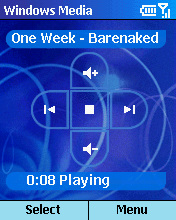 Windows Media
One Week - Barenaked
0:08 Playing
Select
Menu